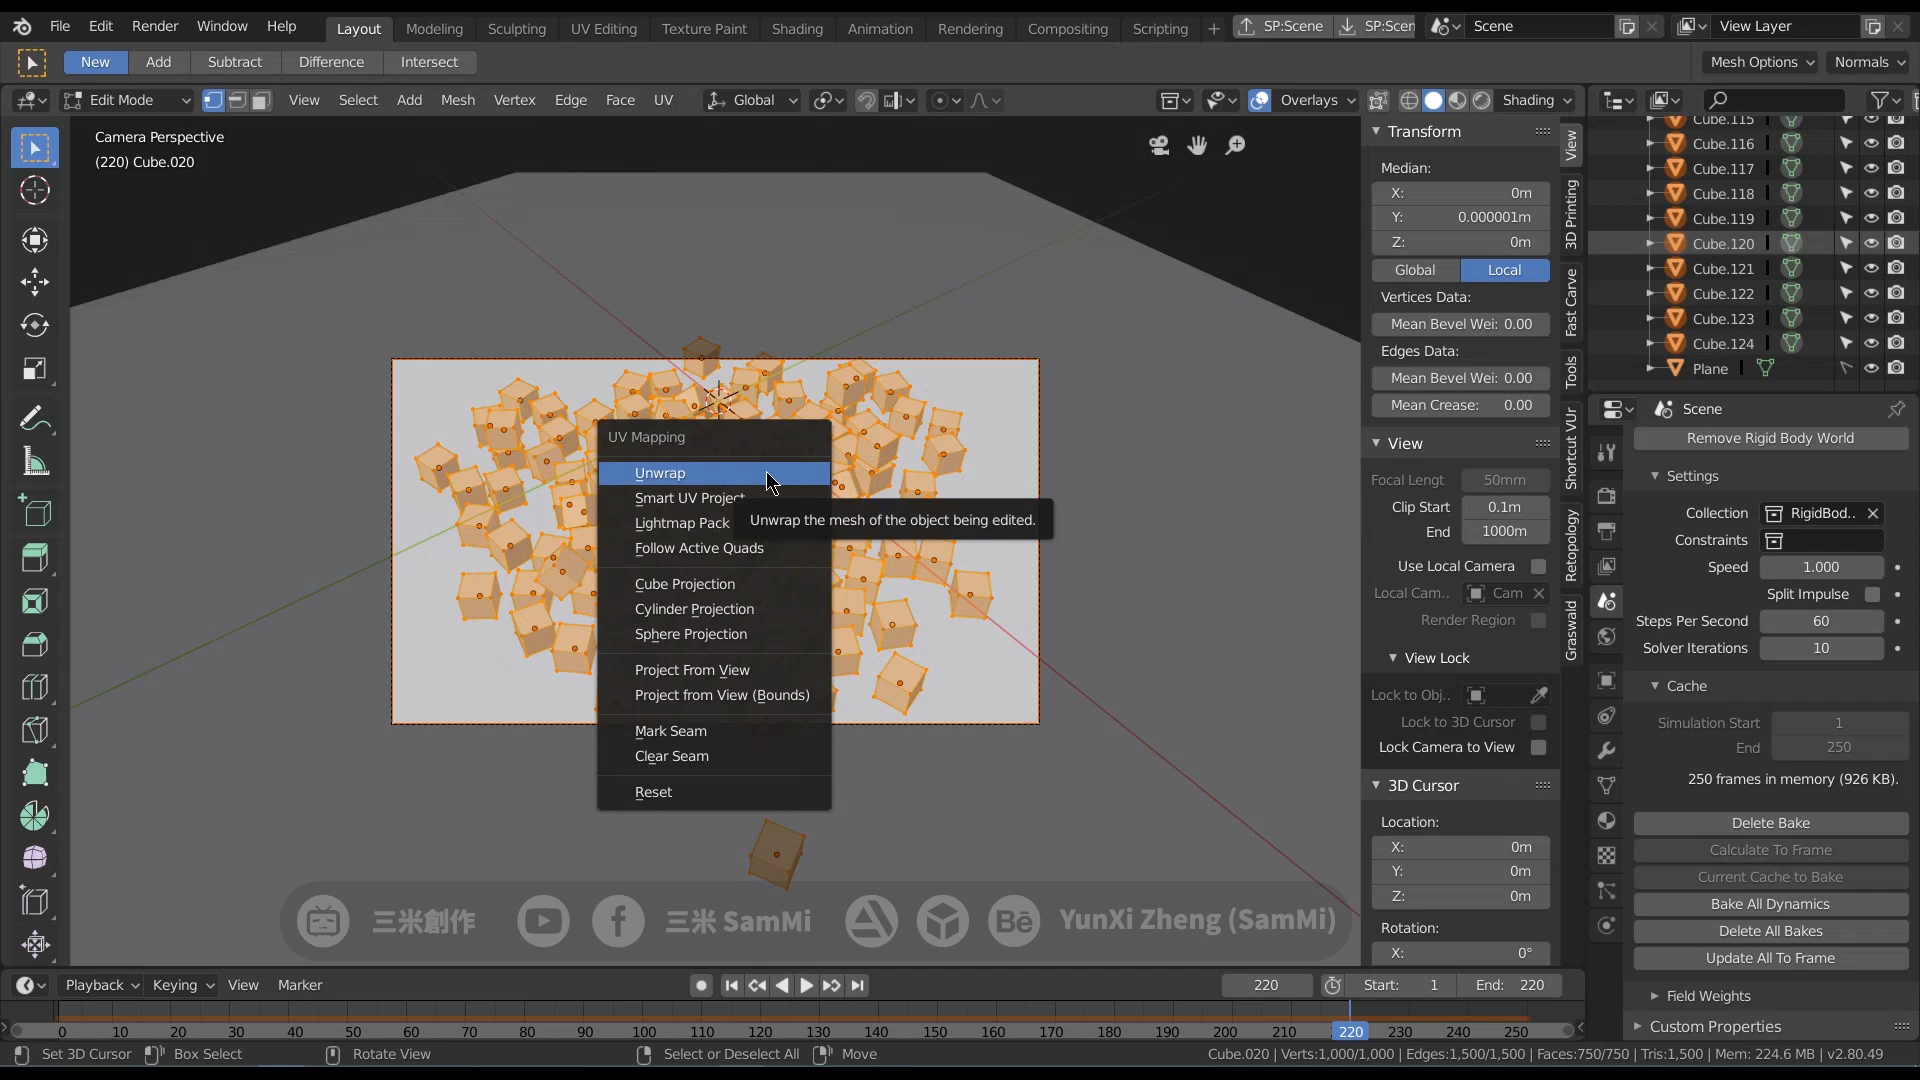 File Edit Render Window Help Layout Modeling Sculpting UV Editing Texture Paint Shading Animation Rendering Compositing Scripting SP:Scene SP:Scen Scene View Layer
New Add Subtract Difference Intersect Mesh Options Normals
Edit Mode View Select Add Mesh Vertex Edge Face UV Global Overlays Shading
Camera Perspective
(220) Cube.020
UV Mapping
Unwrap
Smart UV Project
Lightmap Pack
Unwrap the mesh of the object being edited.
Follow Active Quads
Cube Projection
Cylinder Projection
Sphere Projection
Project From View
Project from View (Bounds)
Mark Seam
Clear Seam
Reset
三米創作 三米 SamMi Bē YunXi Zheng (SamMi)
Transform
Median:
X: 0m
Y: 0.000001m
Z: 0m
Global Local
Vertices Data:
Mean Bevel Wei: 0.00
Edges Data:
Mean Bevel Wei: 0.00
Mean Crease: 0.00
View
Focal Lengt 50mm
Clip Start 0.1m
End 1000m
Use Local Camera
Local Cam.. Cam
Render Region
View Lock
Lock to Obj..
Lock to 3D Cursor
Lock Camera to View
3D Cursor
Location:
X: 0m
Y: 0m
Z: 0m
Rotation:
X: 0°
View
3D Printing
Fast Carve
Tools
Shortcut VUr
Retopology
Graswald
Cube.115
Cube.116
Cube.117
Cube.118
Cube.119
Cube.120
Cube.121
Cube.122
Cube.123
Cube.124
Plane
Scene
Remove Rigid Body World
Settings
Collection RigidBod..
Constraints
Speed 1.000
Split Impulse
Steps Per Second 60
Solver Iterations 10
Cache
Simulation Start 1
End 250
250 frames in memory (926 KB).
Delete Bake
Calculate To Frame
Current Cache to Bake
Bake All Dynamics
Delete All Bakes
Update All To Frame
Field Weights
Custom Properties
Playback Keying View Marker 220 Start: 1 End: 220
0 10 20 30 40 50 60 70 80 90 100 110 120 130 140 150 160 170 180 190 200 210 220 230 240 250
Set 3D Cursor Box Select Rotate View Select or Deselect All Move Cube.020 | Verts:1,000/1,000 | Edges:1,500/1,500 | Faces:750/750 | Tris:1,500 | Mem: 224.6 MB | v2.80.49